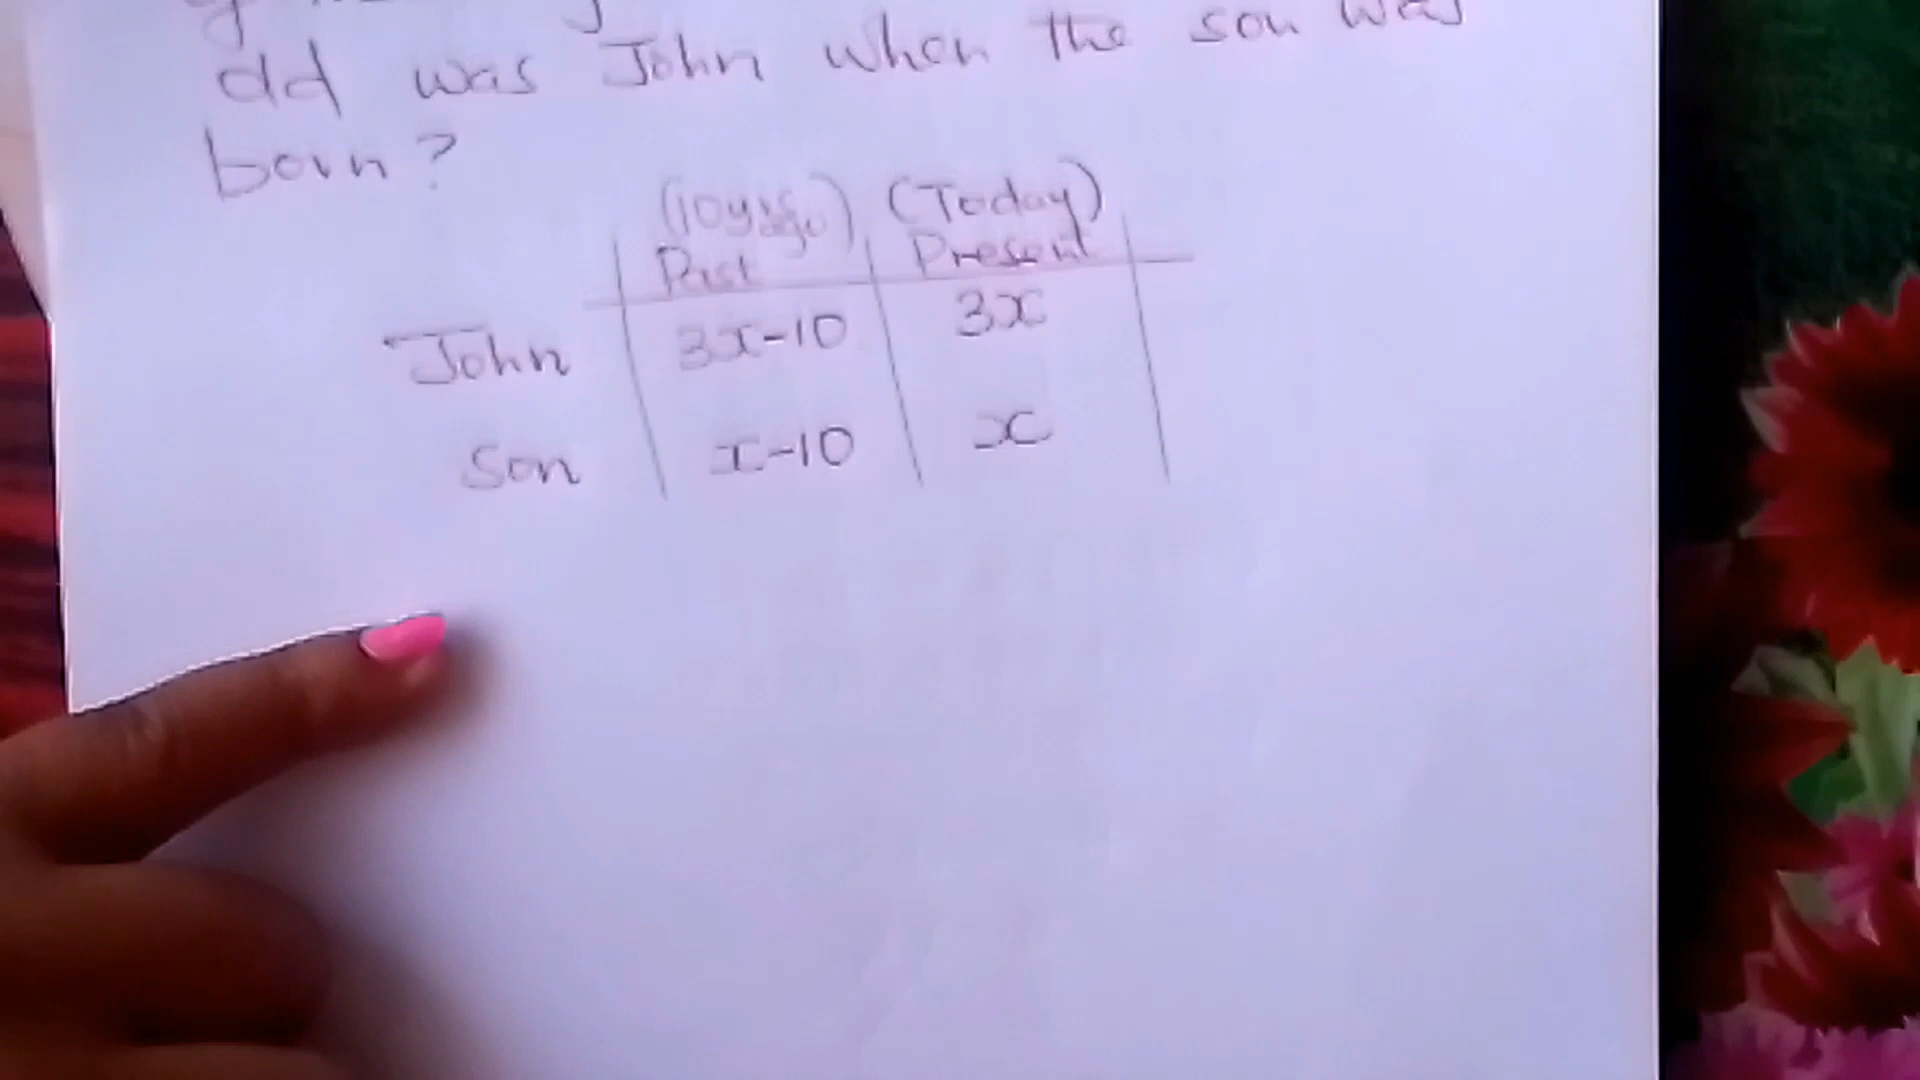 old was John when the son was
born?
(10yrs ago) (Today)
Past Present
John 3x-10 3x
Son x-10 x